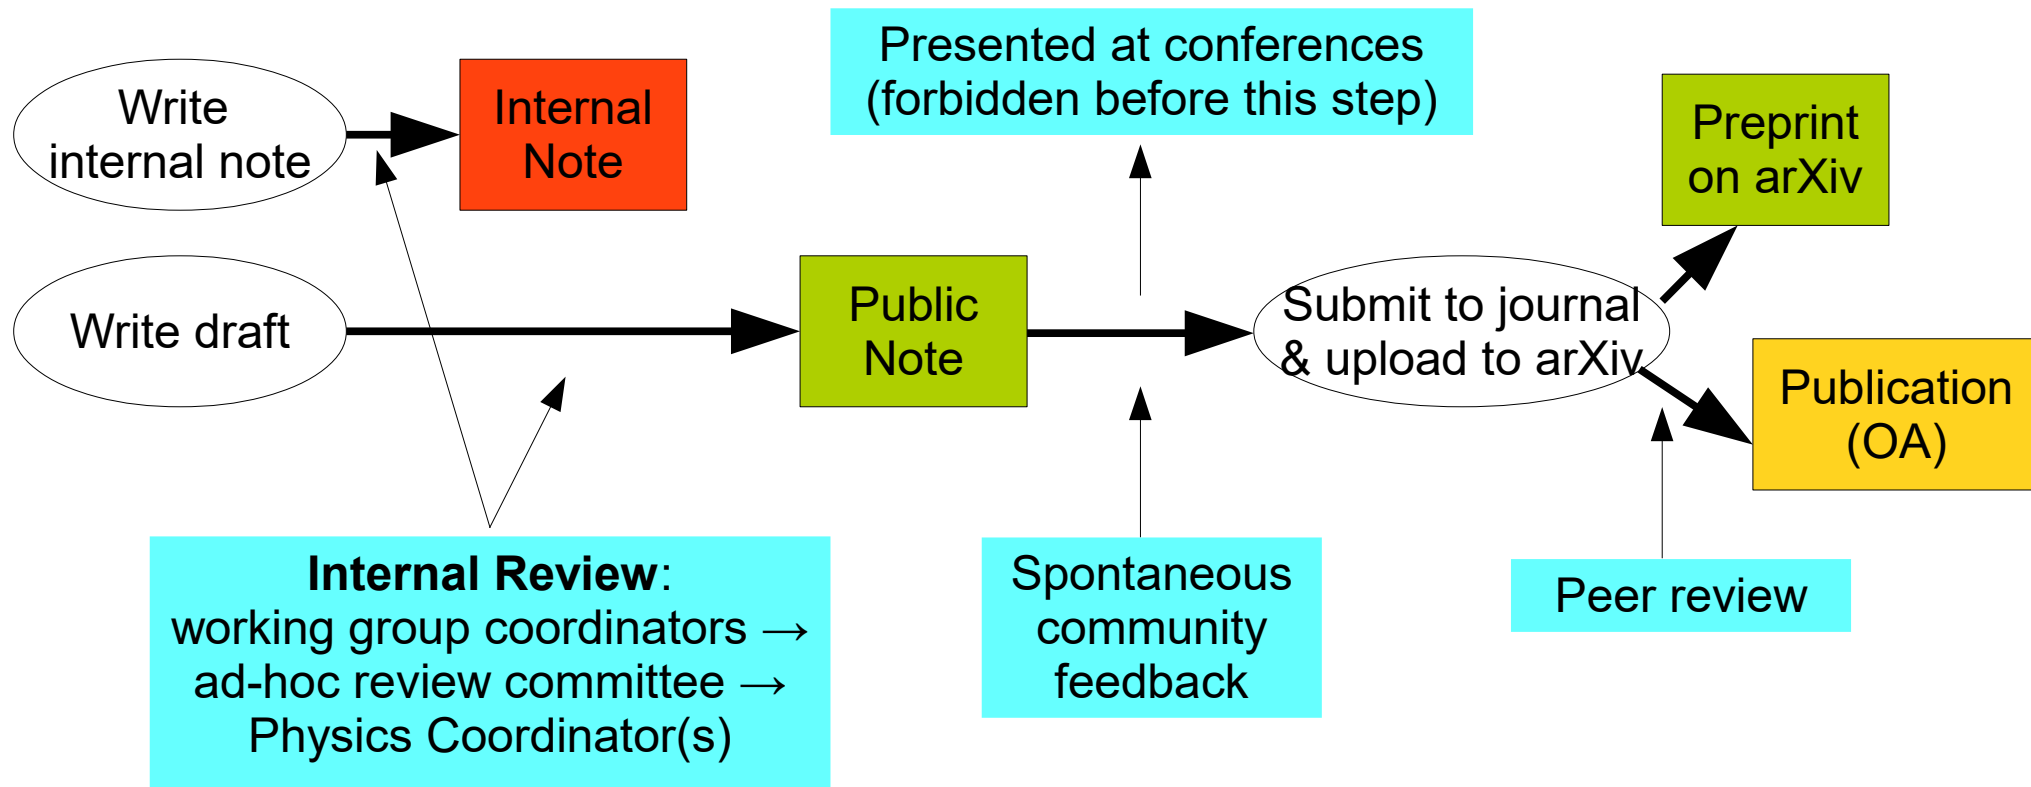 Presented at conferences
(forbidden before this step)
Write
internal note
Internal
Note
Preprint
on arXiv
Write draft
Public
Note
Submit to journal
& upload to arXiv
Publication
(OA)
Internal Review:
working group coordinators →
ad-hoc review committee →
Physics Coordinator(s)
Spontaneous
community
feedback
Peer review